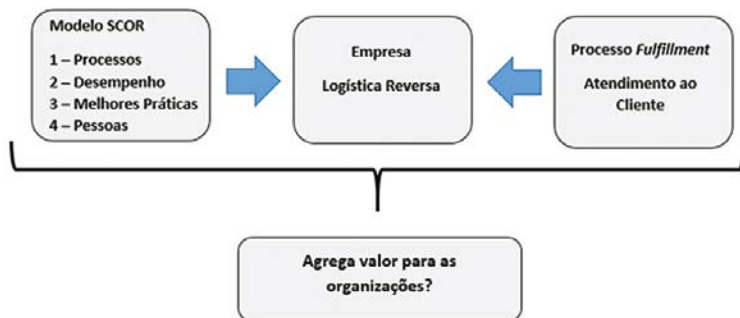 Modelo SCOR
1 – Processos
2 – Desempenho
3 – Melhores Práticas
4 – Pessoas
Empresa
Logística Reversa
Processo Fulfillment
Atendimento ao
Cliente
Agrega valor para as
organizações?